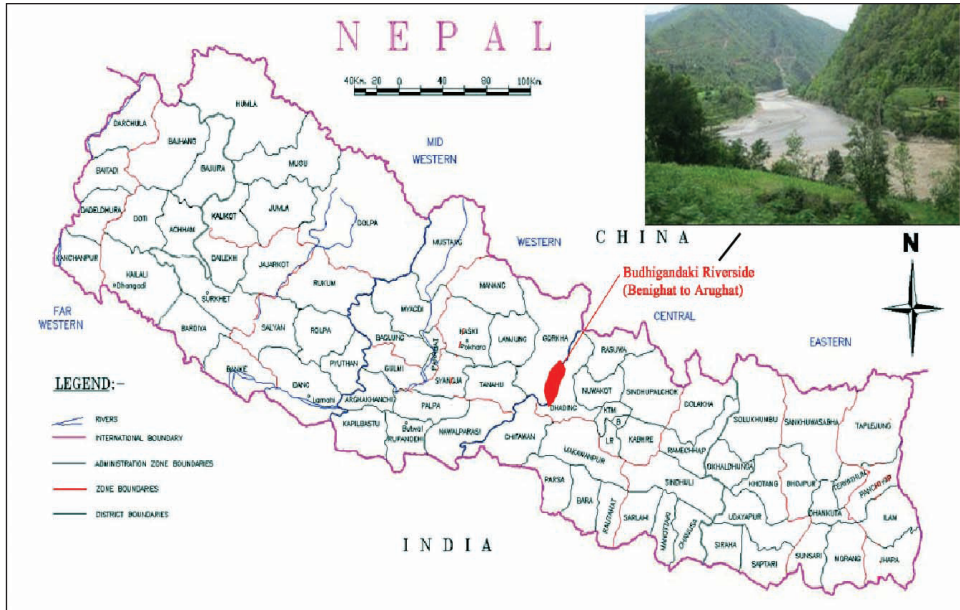 NEPAL
40Km. 20 0 40 80 100Km.
HUMLA
DARCHULA
BAJHANG
MID
WESTERN
BAITADI
BAJURA
MUGU
DADELDHURA
DOTI
ACHHAM
KALIKOT
JUMLA
DOLPA
MUSTANG
WESTERN
CHINA
N
KANCHANPUR
KAILALI
Dhangadi
DAILEKH
JAJARKOT
Budhigandaki Riverside
(Benighat to Arughat)
SURKHET
RUKUM
MANANG
MYAGDI
CENTRAL
FAR
WESTERN
BARDIYA
SALYAN
ROLPA
BAGLUNG
PARBAT
KASKI
Pokhara
LAMJUNG
GORKHA
RASUWA
EASTERN
BANKE
DANG
Lamahi
PYUTHAN
GULMI
SYANGJA
TANAHU
NUWAKOT
SINDHUPALCHOK
DOLAKHA
LEGEND:-
ARGHAKHANCHI
PALPA
DHADING
KTM
B
SOLUKHUMBU
SANKHUWASABHA
TAPLEJUNG
RIVERS
KAPILBASTU
Butwal
RUPANDEHI
NAWALPARASI
CHITAWAN
LR
KABHRE
RAMECHHAP
INTERNATIONAL BOUNDARY
OKHALDHUNGA
KHOTANG
BHOJPUR
PANCHTHAR
ADMINISTRATION ZONE BOUNDARIES
PARSA
BARA
RAUTAHAT
SARLAHI
SINDHULI
DHANKUTA
ILAM
ZONE BOUNDARIES
UDAYAPUR
DISTRICT BOUNDARIES
SIRAHA
SAPTARI
SUNSARI
MORANG
JHAPA
INDIA